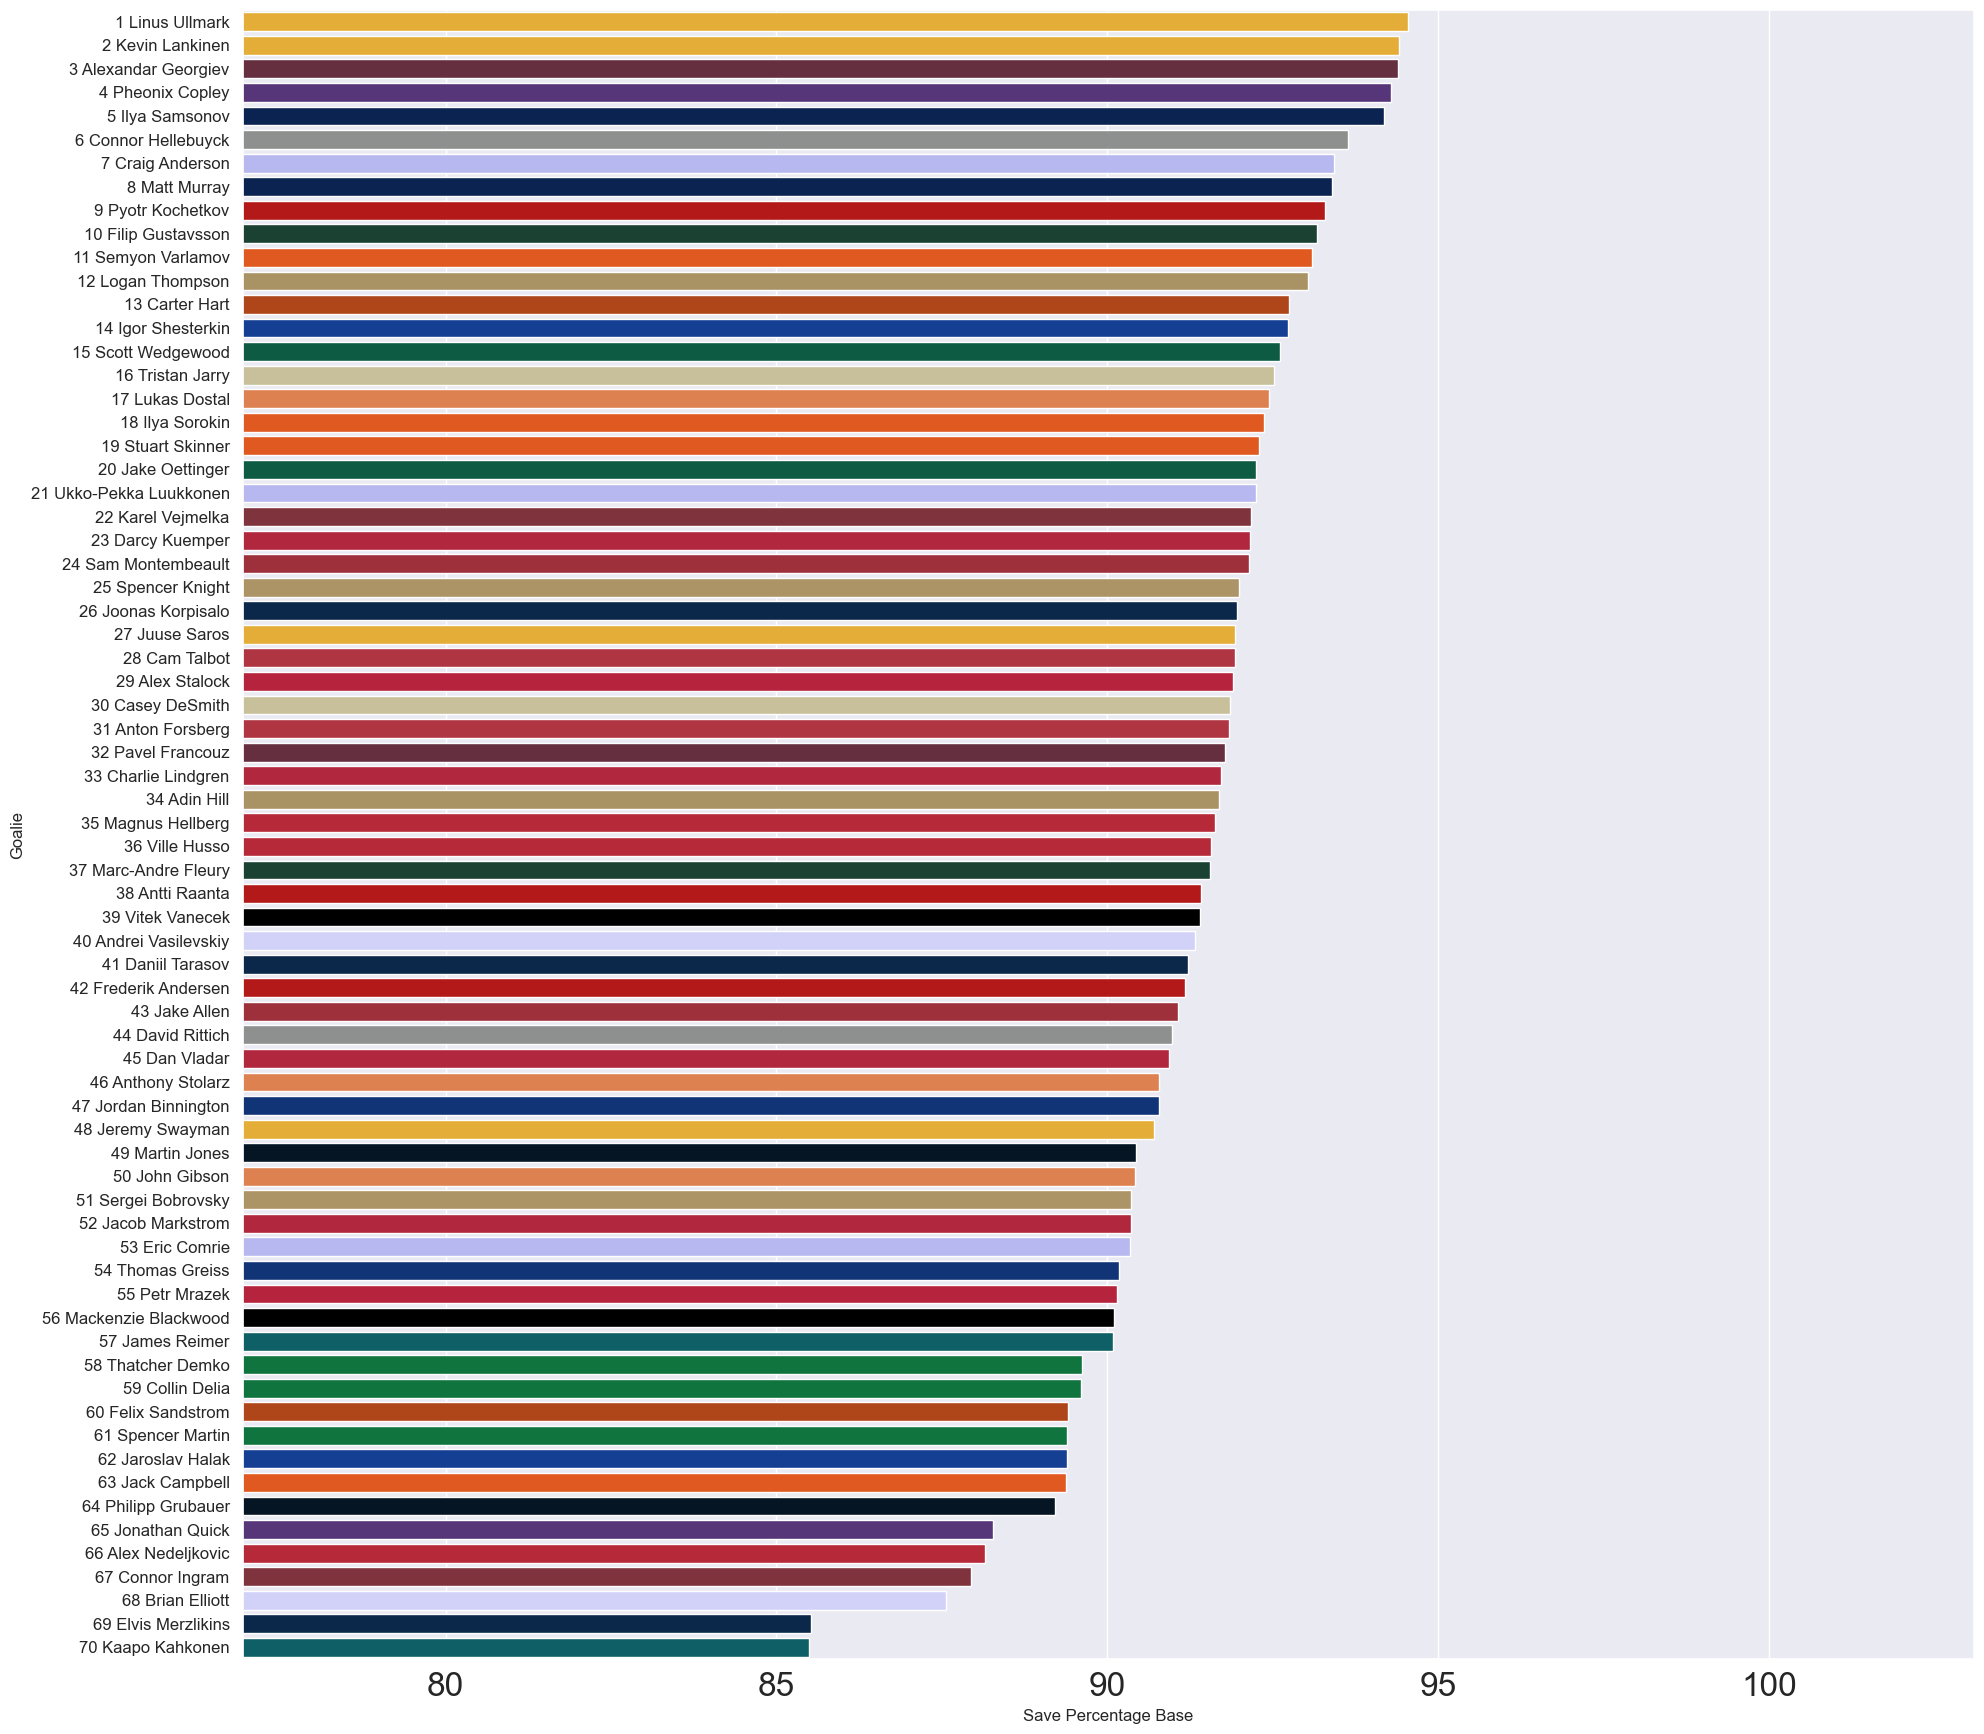 1 Linus Ullmark
2 Kevin Lankinen
3 Alexandar Georgiev
4 Pheonix Copley
5 Ilya Samsonov
6 Connor Hellebuyck
7 Craig Anderson
8 Matt Murray
9 Pyotr Kochetkov
10 Filip Gustavsson
11 Semyon Varlamov
12 Logan Thompson
13 Carter Hart
14 Igor Shesterkin
15 Scott Wedgewood
16 Tristan Jarry
17 Lukas Dostal
18 Ilya Sorokin
19 Stuart Skinner
20 Jake Oettinger
21 Ukko-Pekka Luukkonen
22 Karel Vejmelka
23 Darcy Kuemper
24 Sam Montembeault
25 Spencer Knight
26 Joonas Korpisalo
27 Juuse Saros
28 Cam Talbot
29 Alex Stalock
30 Casey DeSmith
31 Anton Forsberg
32 Pavel Francouz
33 Charlie Lindgren
34 Adin Hill
35 Magnus Hellberg
36 Ville Husso
37 Marc-Andre Fleury
38 Antti Raanta
39 Vitek Vanecek
40 Andrei Vasilevskiy
41 Daniil Tarasov
42 Frederik Andersen
43 Jake Allen
44 David Rittich
45 Dan Vladar
46 Anthony Stolarz
47 Jordan Binnington
48 Jeremy Swayman
49 Martin Jones
50 John Gibson
51 Sergei Bobrovsky
52 Jacob Markstrom
53 Eric Comrie
54 Thomas Greiss
55 Petr Mrazek
56 Mackenzie Blackwood
57 James Reimer
58 Thatcher Demko
59 Collin Delia
60 Felix Sandstrom
61 Spencer Martin
62 Jaroslav Halak
63 Jack Campbell
64 Philipp Grubauer
65 Jonathan Quick
66 Alex Nedeljkovic
67 Connor Ingram
68 Brian Elliott
69 Elvis Merzlikins
70 Kaapo Kahkonen
Goalie
80 85 90 95 100
Save Percentage Base